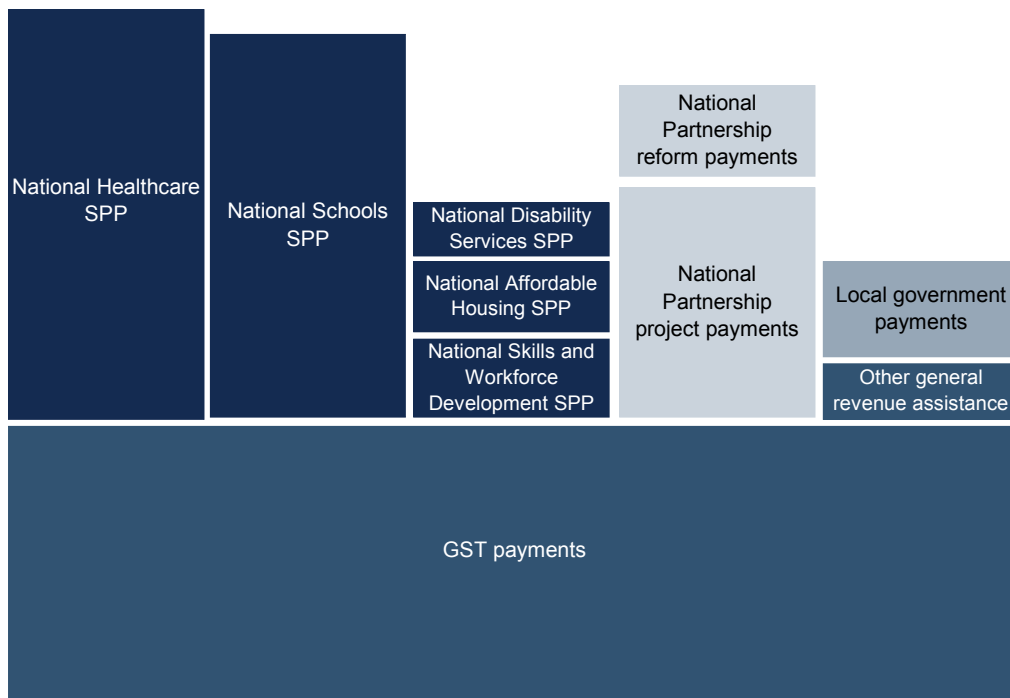 National Healthcare
SPP
National Schools
SPP
National Disability
Services SPP
National Affordable
Housing SPP
National Skills and
Workforce
Development SPP
National
Partnership
reform payments
National
Partnership
project payments
Local government
payments
Other general
revenue assistance
GST payments